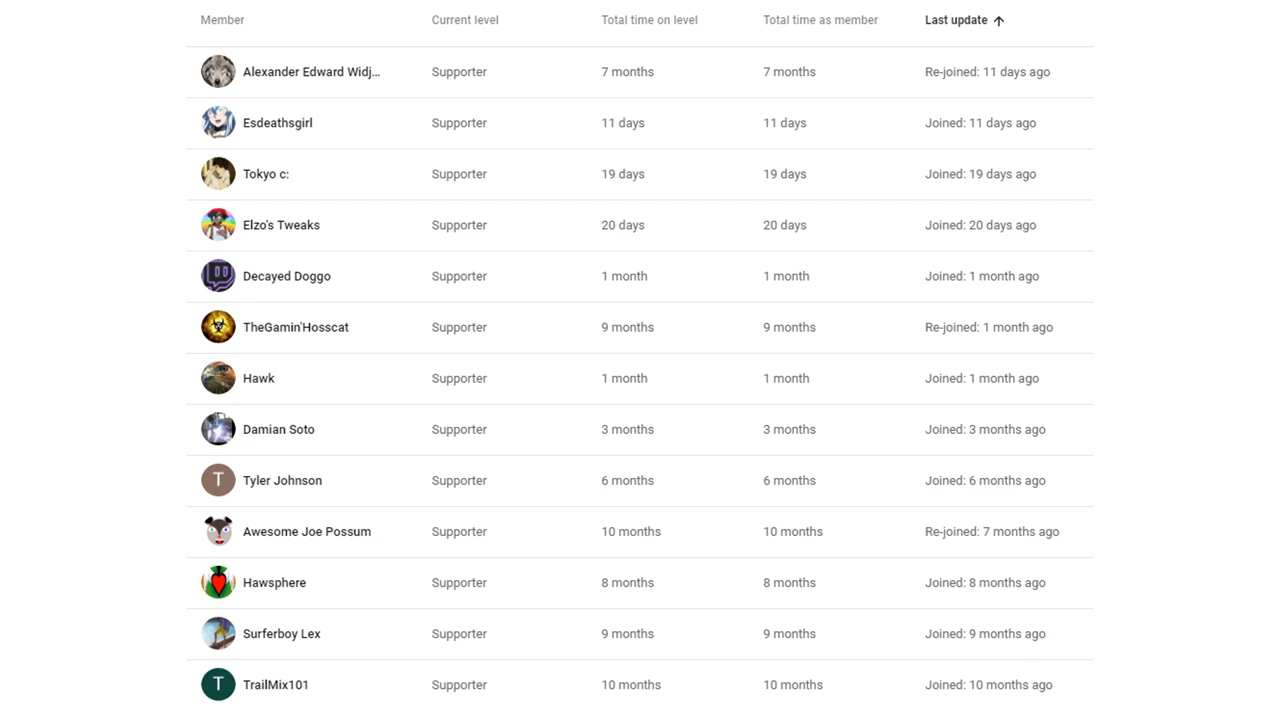 Member Current level Total time on level Total time as member Last update
Alexander Edward Widj... Supporter 7 months 7 months Re-joined: 11 days ago
Esdeathsgirl Supporter 11 days 11 days Joined: 11 days ago
Tokyo c: Supporter 19 days 19 days Joined: 19 days ago
Elzo's Tweaks Supporter 20 days 20 days Joined: 20 days ago
Decayed Doggo Supporter 1 month 1 month Joined: 1 month ago
TheGamin'Hosscat Supporter 9 months 9 months Re-joined: 1 month ago
Hawk Supporter 1 month 1 month Joined: 1 month ago
Damian Soto Supporter 3 months 3 months Joined: 3 months ago
T Tyler Johnson Supporter 6 months 6 months Joined: 6 months ago
Awesome Joe Possum Supporter 10 months 10 months Re-joined: 7 months ago
Hawsphere Supporter 8 months 8 months Joined: 8 months ago
Surferboy Lex Supporter 9 months 9 months Joined: 9 months ago
T TrailMix101 Supporter 10 months 10 months Joined: 10 months ago